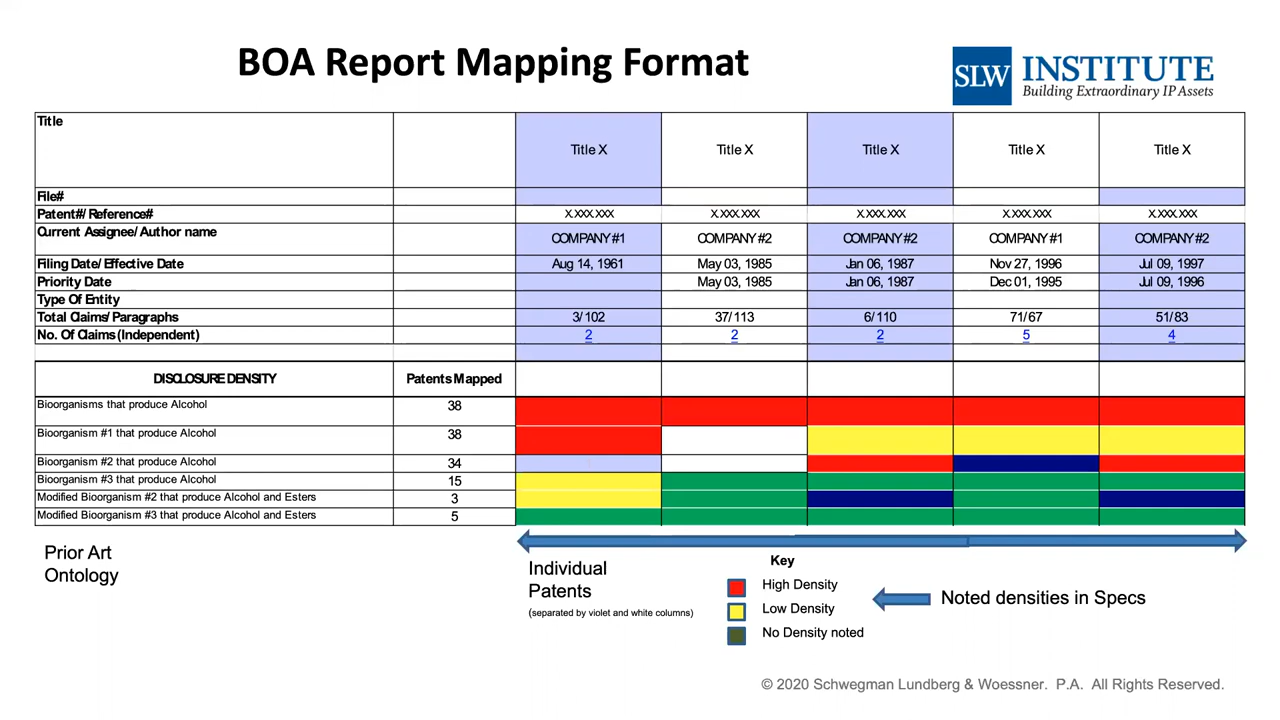 BOA Report Mapping Format
SLW INSTITUTE
Building Extraordinary IP Assets
Title Title X Title X Title X Title X Title X
File#
Patent#/ Reference# X.XXX.XXX X.XXX.XXX X.XXX.XXX X.XXX.XXX X.XXX.XXX
Current Assignee/ Author name COMPANY #1 COMPANY #2 COMPANY #2 COMPANY #1 COMPANY #2
Filing Date/ Effective Date Aug 14, 1961 May 03, 1985 Jan 06, 1987 Nov 27, 1996 Jul 09, 1997
Priority Date May 03, 1985 Jan 06, 1987 Dec 01, 1995 Jul 09, 1996
Type Of Entity
Total Claims/ Paragraphs 3/102 37/113 6/110 71/67 51/83
No. Of Claims (Independent) 2 2 2 5 4
DISCLOSURE DENSITY Patents Mapped
Bioorganisms that produce Alcohol 38
Bioorganism #1 that produce Alcohol 38
Bioorganism #2 that produce Alcohol 34
Bioorganism #3 that produce Alcohol 15
Modified Bioorganism #2 that produce Alcohol and Esters 3
Modified Bioorganism #3 that produce Alcohol and Esters 5
Prior Art
Ontology
Individual
Patents
(separated by violet and white columns)
Key
High Density
Low Density
No Density noted
Noted densities in Specs
© 2020 Schwegman Lundberg & Woessner. P.A. All Rights Reserved.